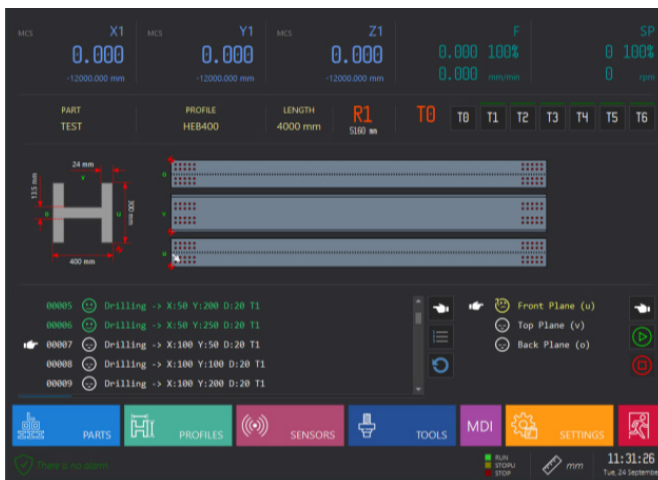 MCS X1 MCS Y1 MCS Z1 F SP
0.000 0.000 0.000 0.000 100% 0 100%
-12000.000 mm -12000.000 mm -12000.000 mm 0.000 mm/min 0 rpm
PART PROFILE LENGTH R1 T0 T0 T1 T2 T3 T4 T5 T6
TEST HEB400 4000 mm S160 mm
24 mm
v
13.5 mm
o u
300 mm
400 mm
o
v
u
00005 Drilling -> X:50 Y:200 D:20 T1
00006 Drilling -> X:50 Y:250 D:20 T1
00007 Drilling -> X:100 Y:50 D:20 T1
00008 Drilling -> X:100 Y:100 D:20 T1
00009 Drilling -> X:100 Y:200 D:20 T1
Front Plane (u)
Top Plane (v)
Back Plane (o)
PARTS PROFILES SENSORS TOOLS MDI SETTINGS
There is no alarm
RUN
STOPU
STOP
mm
11:31:26
Tue, 24 September